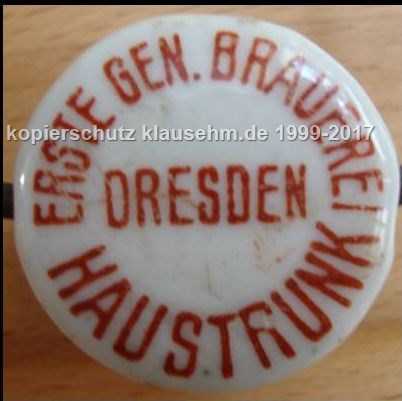 ERSTE GEN. BRAUEREI
kopierschutz klausehm.de 1999-2017
DRESDEN
HAUSTRUNK